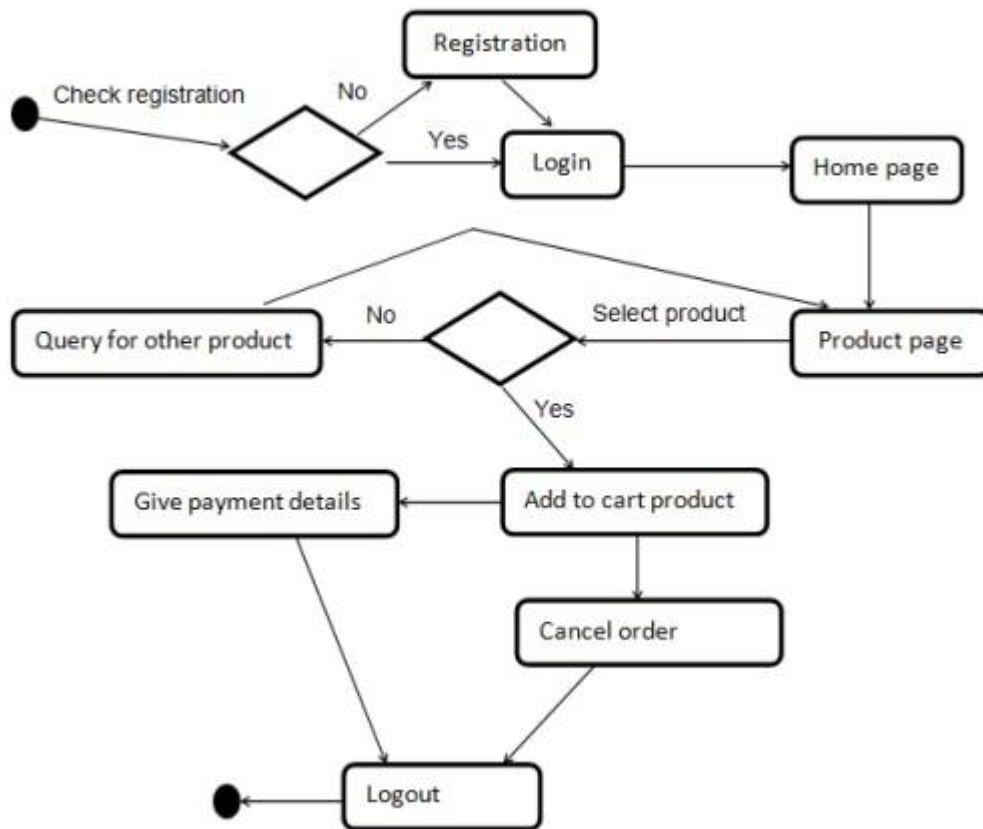 Registration
Check registration
No
Yes
Login
Home page
No
Select product
Query for other product
Product page
Yes
Give payment details
Add to cart product
Cancel order
Logout